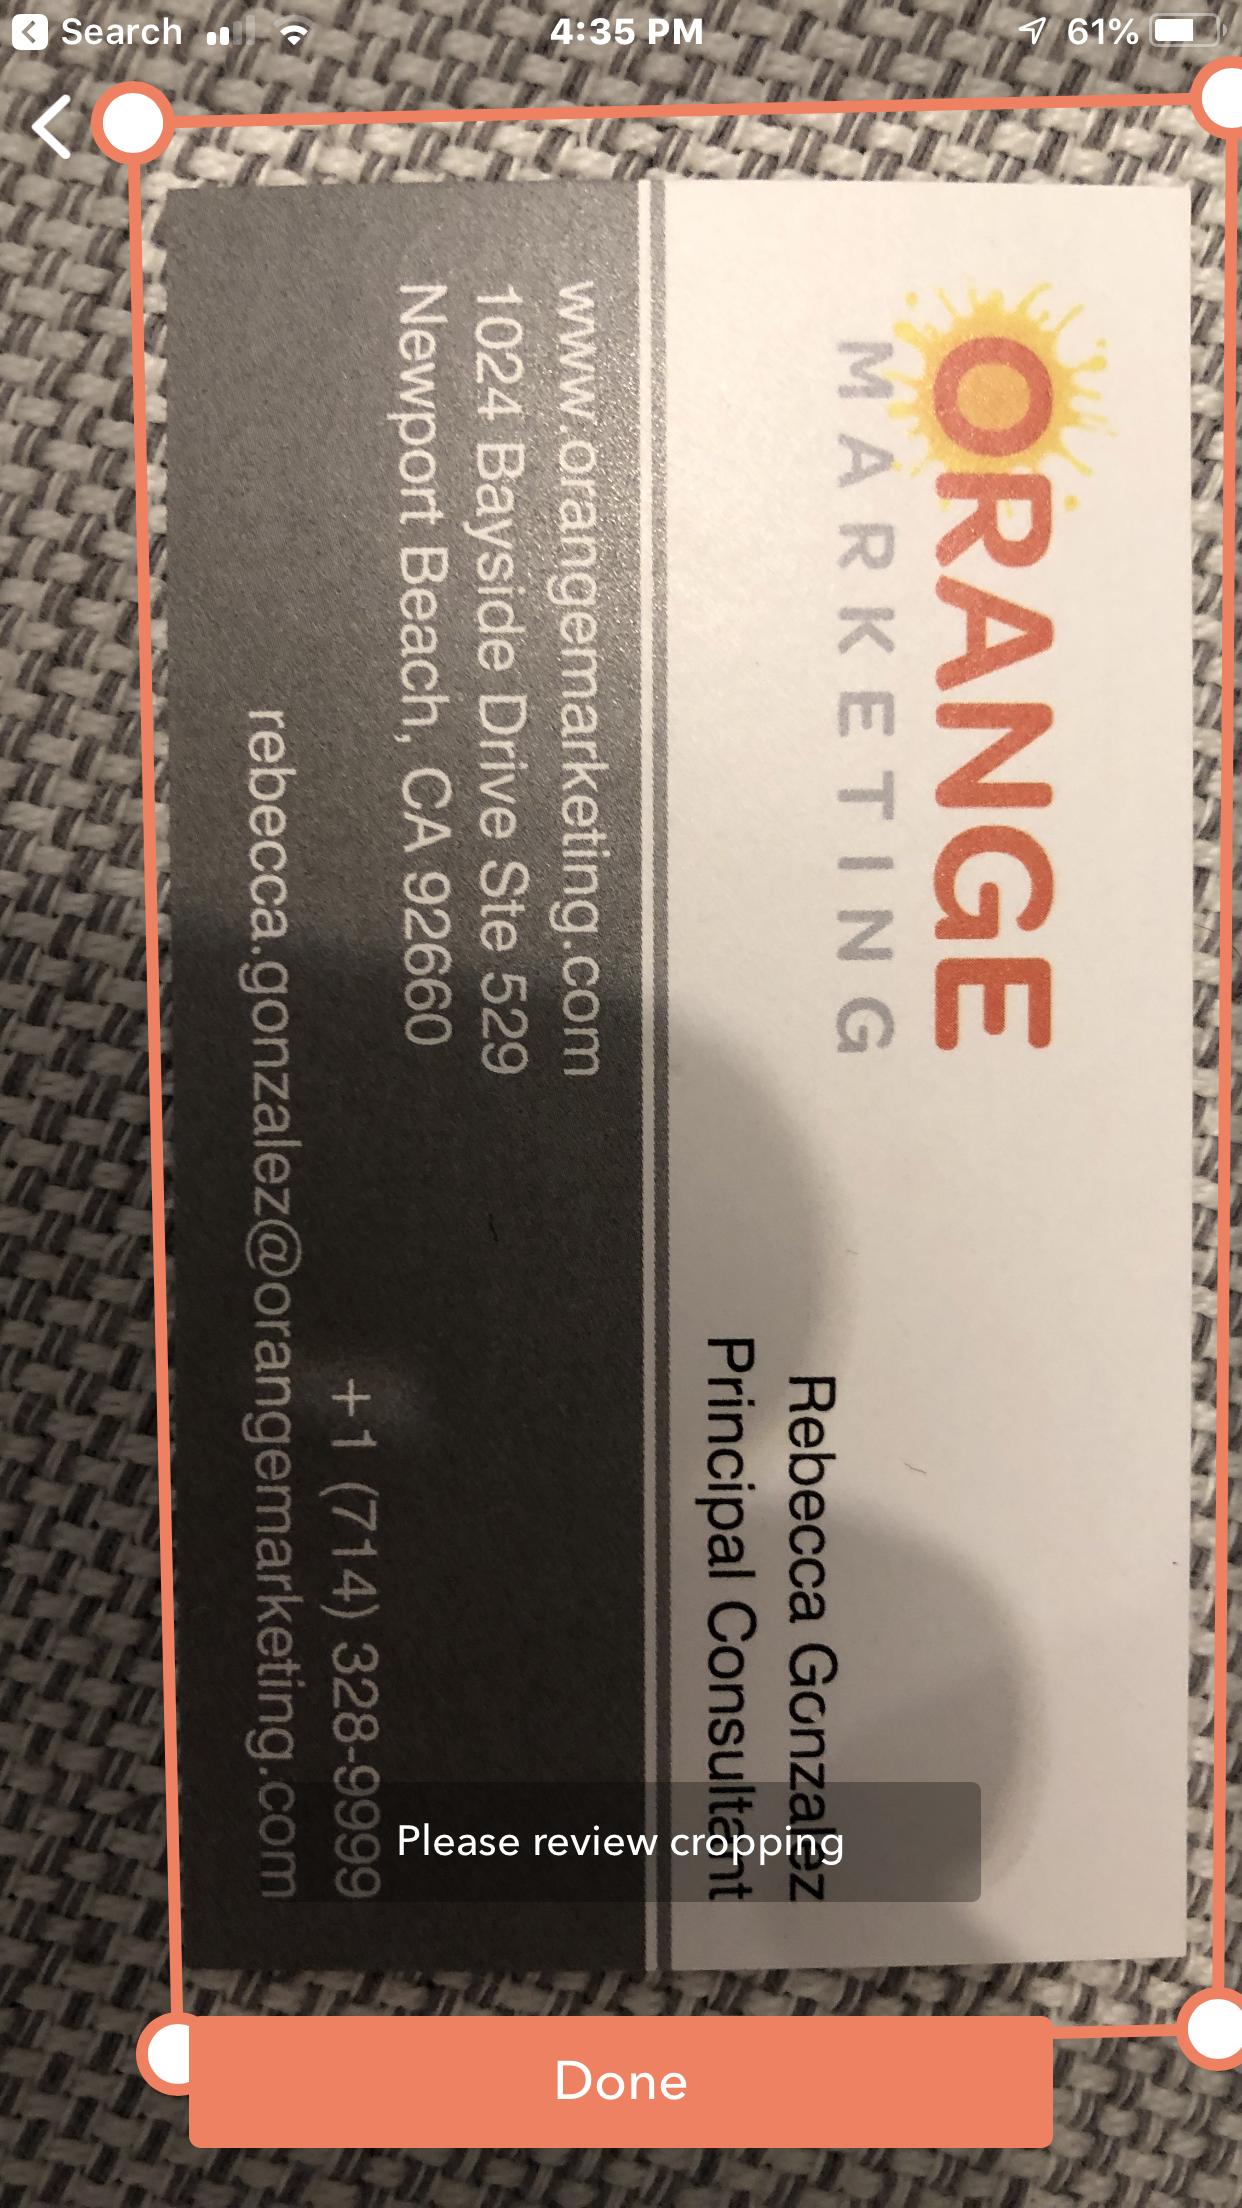 Search
4:35 PM
61%
ORANGE
MARKETING
Rebecca Gonzalez
Principal Consultant
www.orangemarketing.com
1024 Bayside Drive Ste 529
Newport Beach, CA 92660
+1 (714) 328-9999
rebecca.gonzalez@orangemarketing.com
Please review cropping
Done